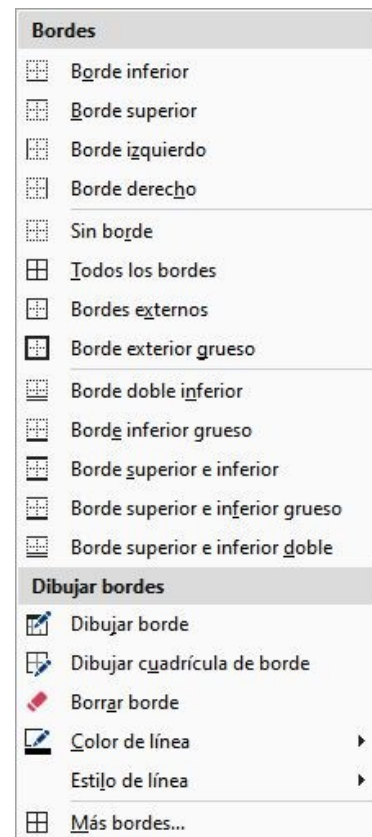 Bordes
Borde inferior
Borde superior
Borde izquierdo
Borde derecho
Sin borde
Todos los bordes
Bordes externos
Borde exterior grueso
Borde doble inferior
Borde inferior grueso
Borde superior e inferior
Borde superior e inferior grueso
Borde superior e inferior doble
Dibujar bordes
Dibujar borde
Dibujar cuadrícula de borde
Borrar borde
Color de línea
Estilo de línea
Más bordes...